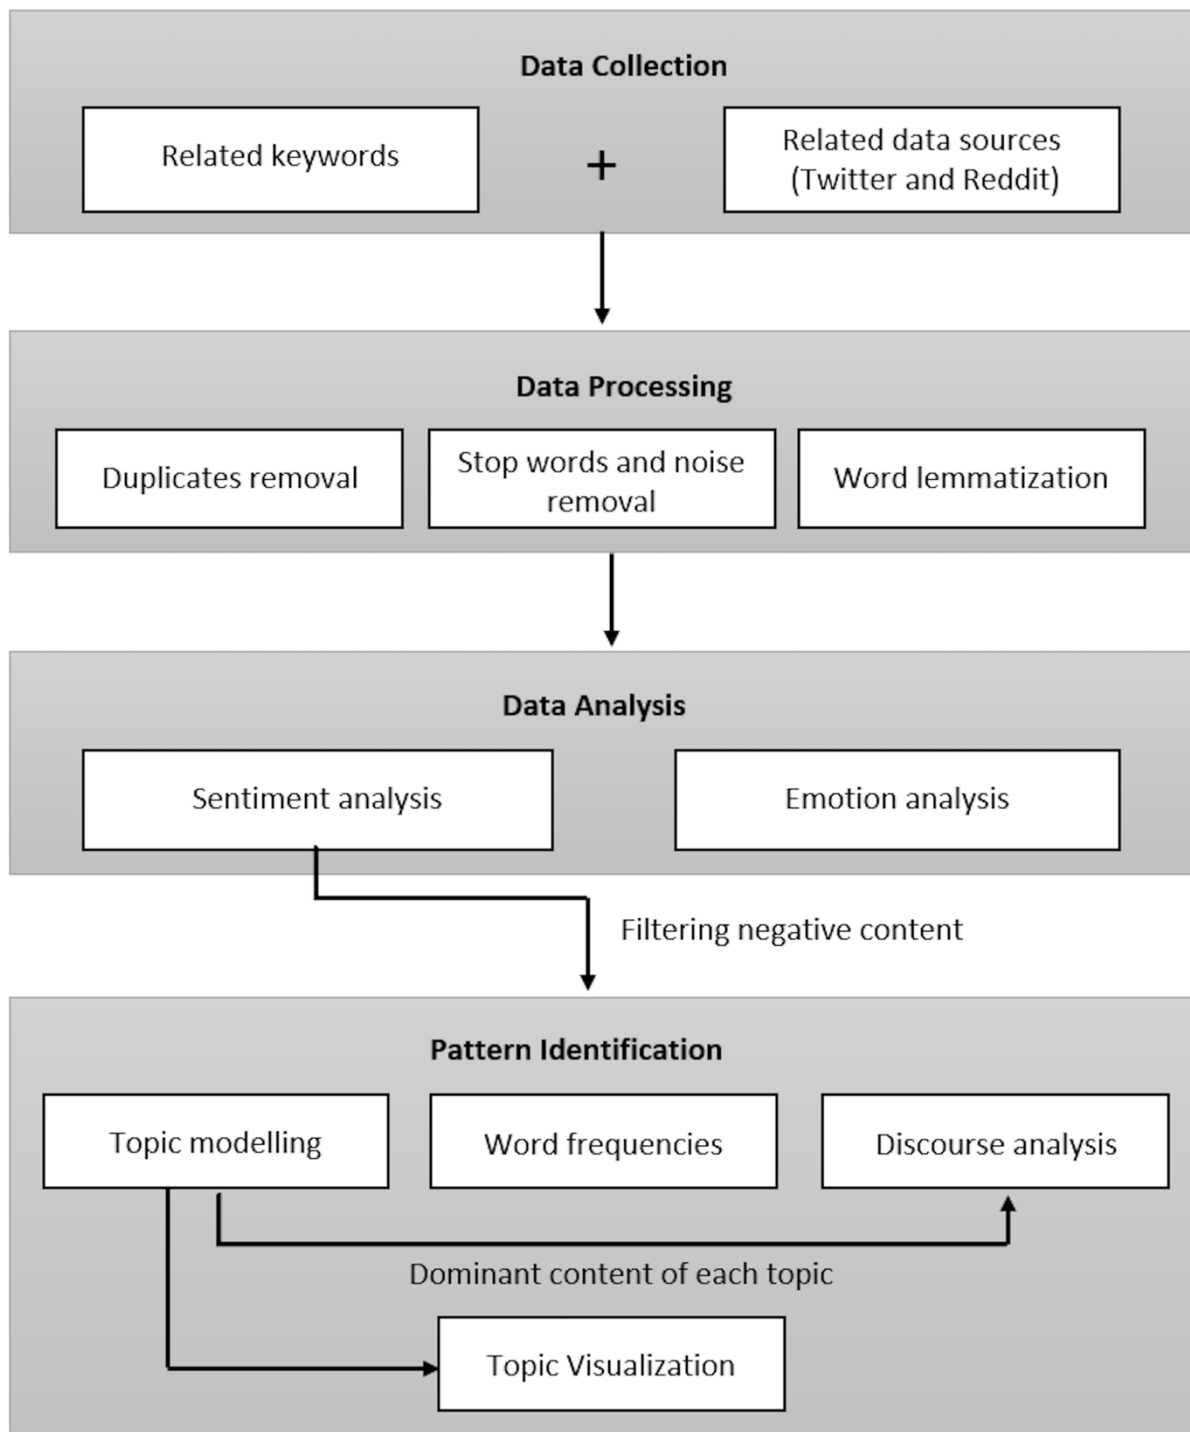 Data Collection
Related keywords
+
Related data sources
(Twitter and Reddit)
Data Processing
Duplicates removal
Stop words and noise
removal
Word lemmatization
Data Analysis
Sentiment analysis
Emotion analysis
Filtering negative content
Pattern Identification
Topic modelling
Word frequencies
Discourse analysis
Dominant content of each topic
Topic Visualization